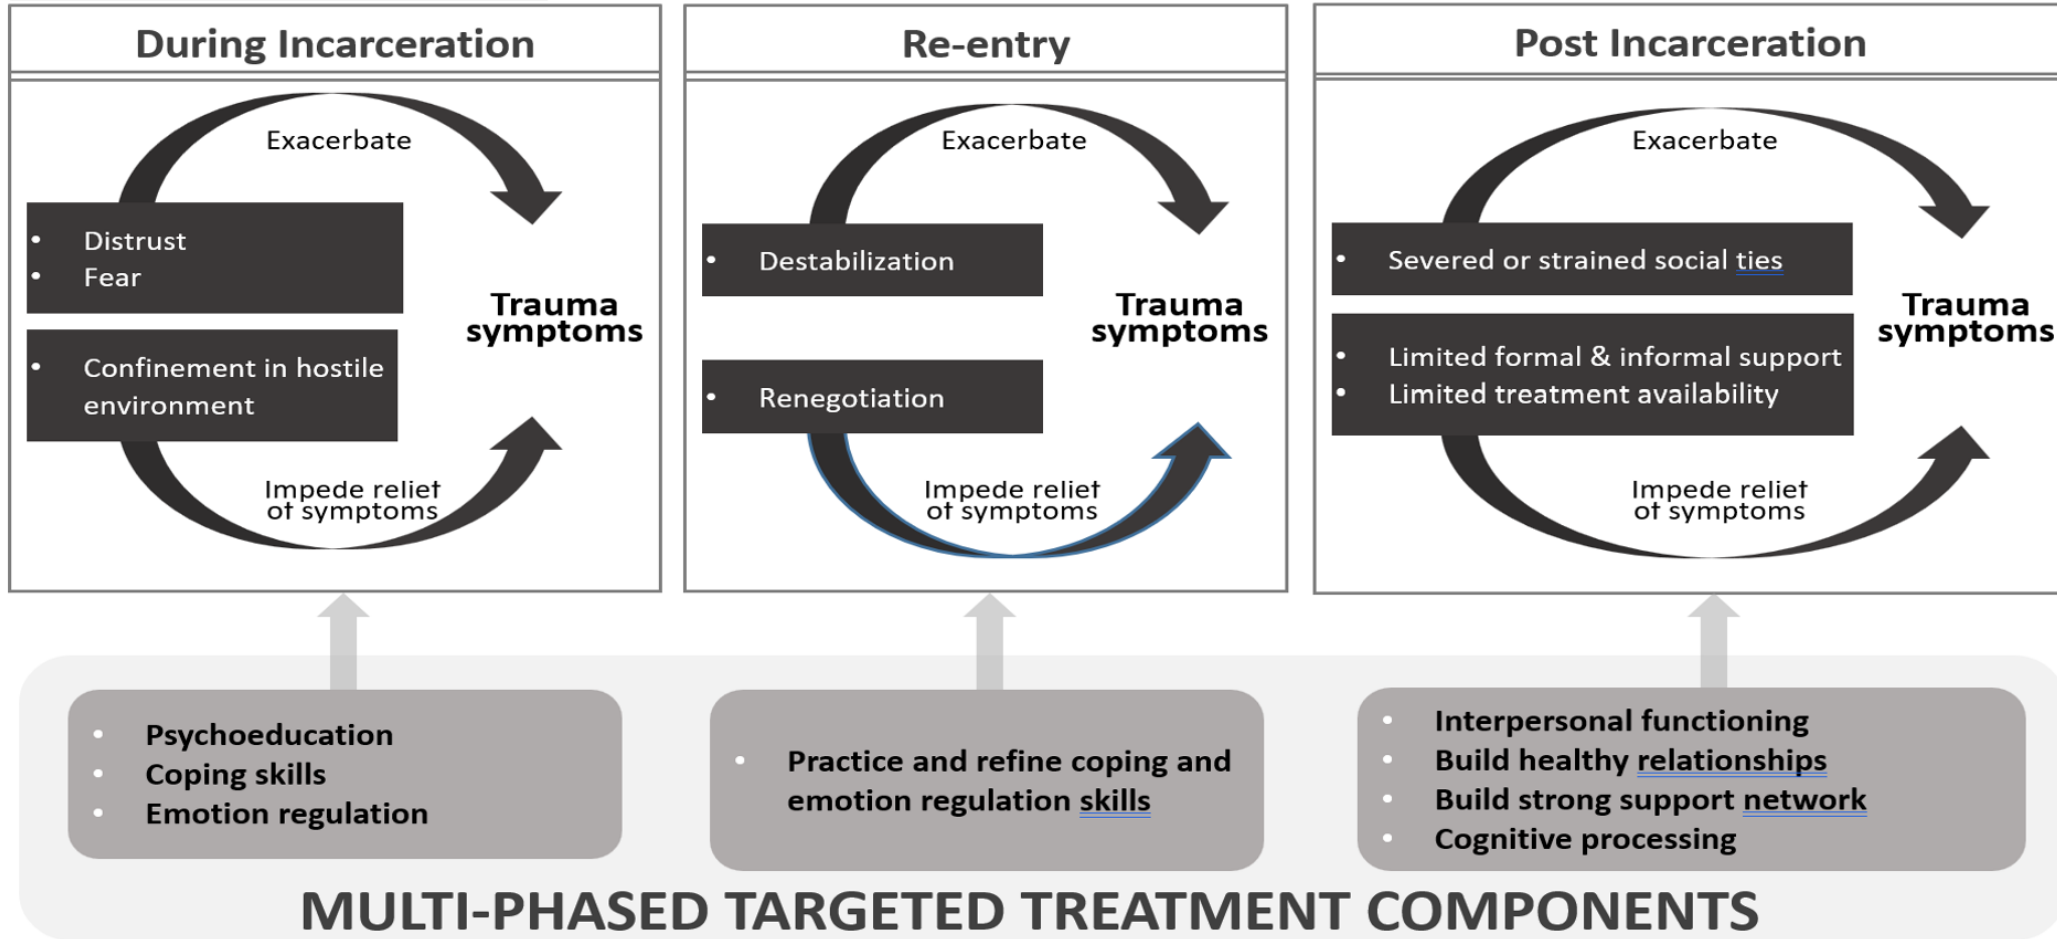 During Incarceration
Exacerbate
• Distrust
• Fear
• Confinement in hostile
environment
Trauma
symptoms
Impede relief
of symptoms
Re-entry
Exacerbate
• Destabilization
• Renegotiation
Trauma
symptoms
Impede relief
of symptoms
Post Incarceration
Exacerbate
• Severed or strained social ties
• Limited formal & informal support
• Limited treatment availability
Trauma
symptoms
Impede relief
of symptoms
• Psychoeducation
• Coping skills
• Emotion regulation
• Practice and refine coping and
emotion regulation skills
• Interpersonal functioning
• Build healthy relationships
• Build strong support network
• Cognitive processing
MULTI-PHASED TARGETED TREATMENT COMPONENTS